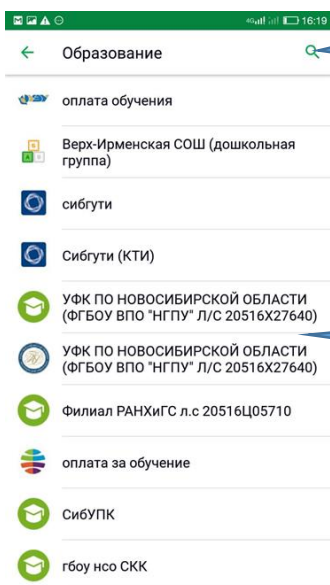 4G 16:19
Образование
оплата обучения
Верх-Ирменская СОШ (дошкольная
группа)
сибгути
Сибгути (КТИ)
УФК ПО НОВОСИБИРСКОЙ ОБЛАСТИ
(ФГБОУ ВПО "НГПУ" Л/С 20516Х27640)
УФК ПО НОВОСИБИРСКОЙ ОБЛАСТИ
(ФГБОУ ВПО "НГПУ" Л/С 20516Х27640)
Филиал РАНХиГС л.с 20516Ц05710
оплата за обучение
СибУПК
гбоу нсо СКК